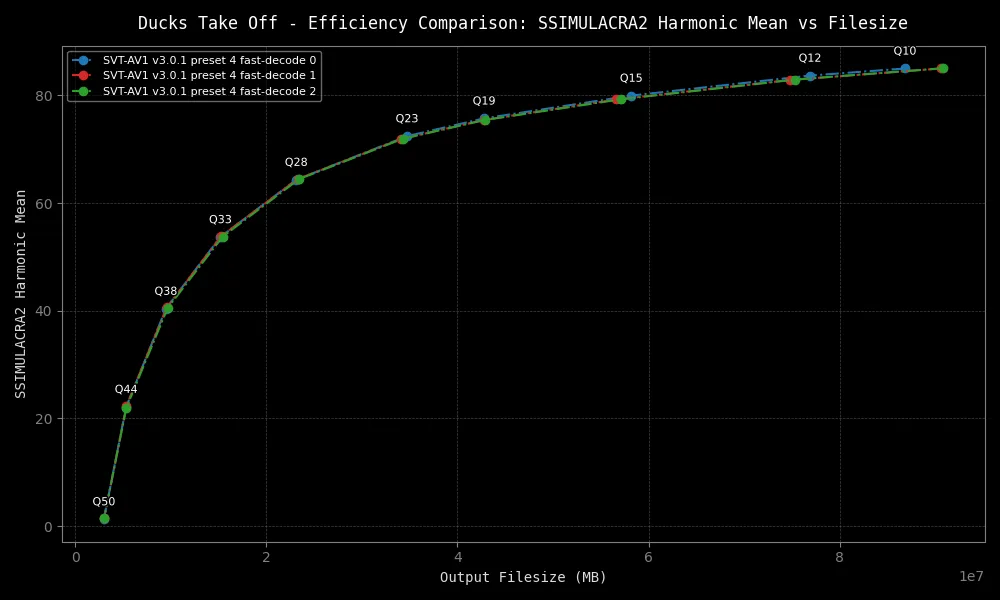 Ducks Take Off - Efficiency Comparison: SSIMULACRA2 Harmonic Mean vs Filesize
SVT-AV1 v3.0.1 preset 4 fast-decode 0
SVT-AV1 v3.0.1 preset 4 fast-decode 1
SVT-AV1 v3.0.1 preset 4 fast-decode 2
Q10
Q12
Q15
Q19
Q23
Q28
Q33
Q38
Q44
Q50
80
60
40
20
0
SSIMULACRA2 Harmonic Mean
0 2 4 6 8
1e7
Output Filesize (MB)